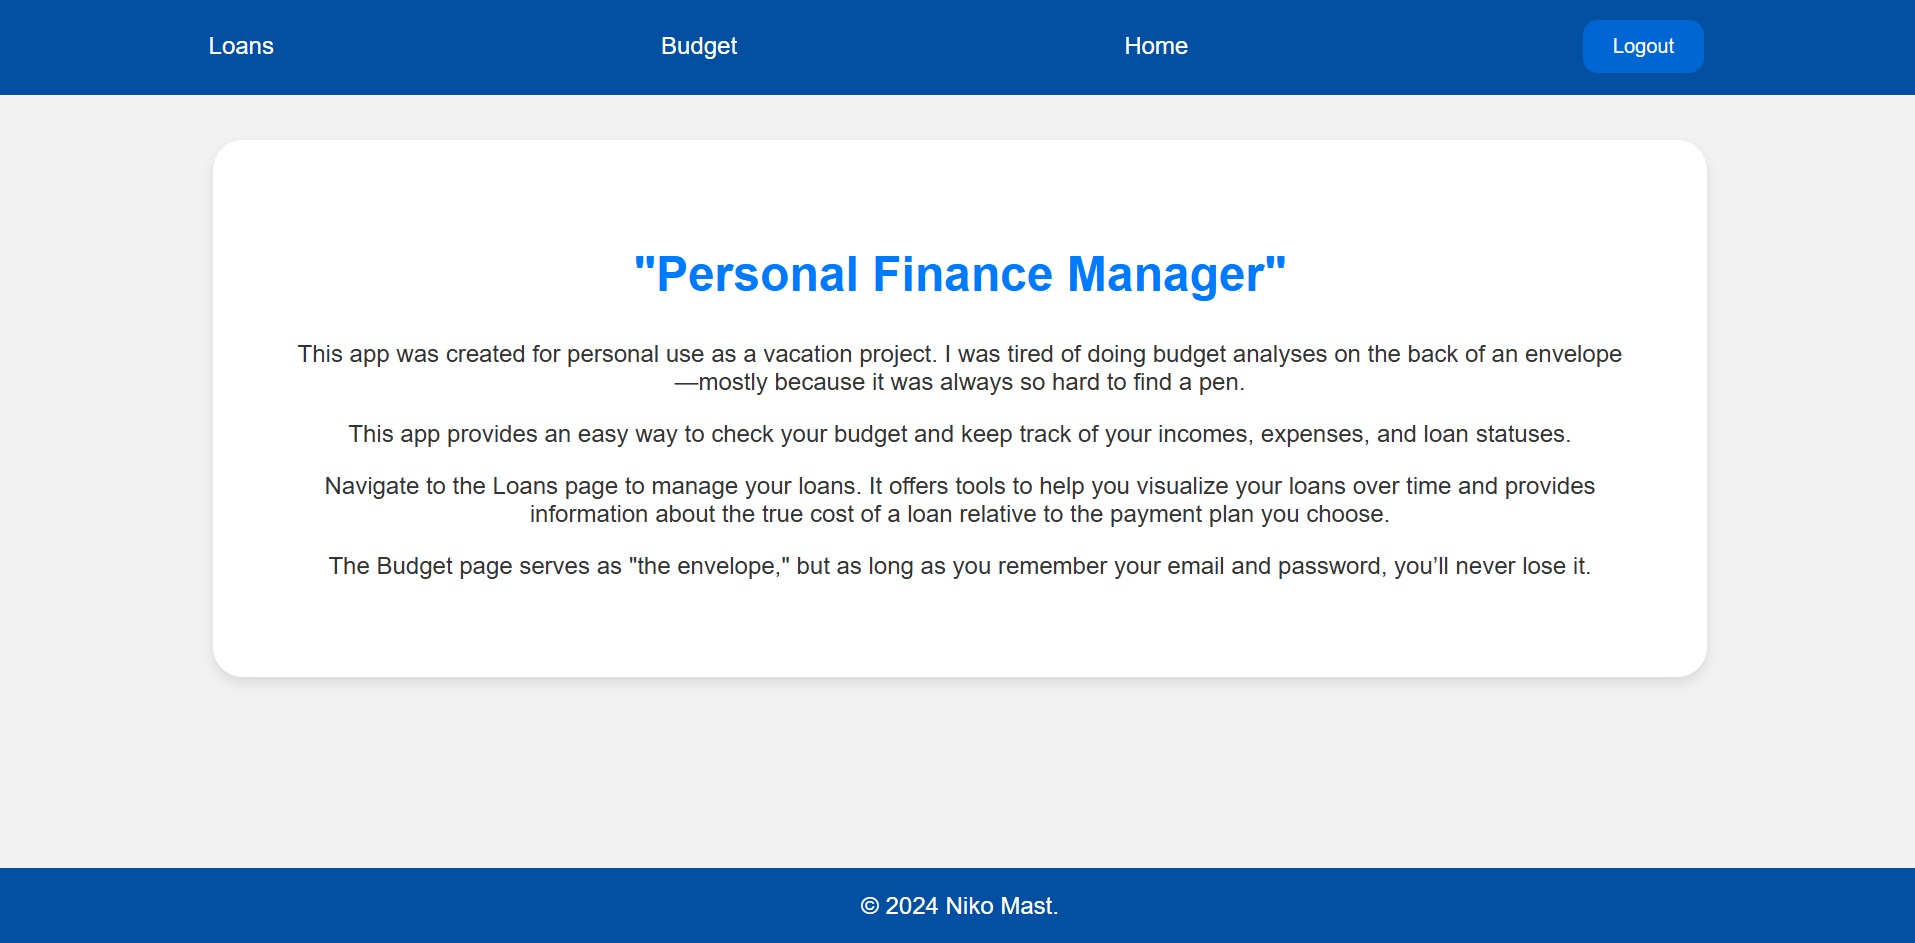 Loans Budget Home Logout
"Personal Finance Manager"
This app was created for personal use as a vacation project. I was tired of doing budget analyses on the back of an envelope
—mostly because it was always so hard to find a pen.
This app provides an easy way to check your budget and keep track of your incomes, expenses, and loan statuses.
Navigate to the Loans page to manage your loans. It offers tools to help you visualize your loans over time and provides
information about the true cost of a loan relative to the payment plan you choose.
The Budget page serves as "the envelope," but as long as you remember your email and password, you’ll never lose it.
© 2024 Niko Mast.